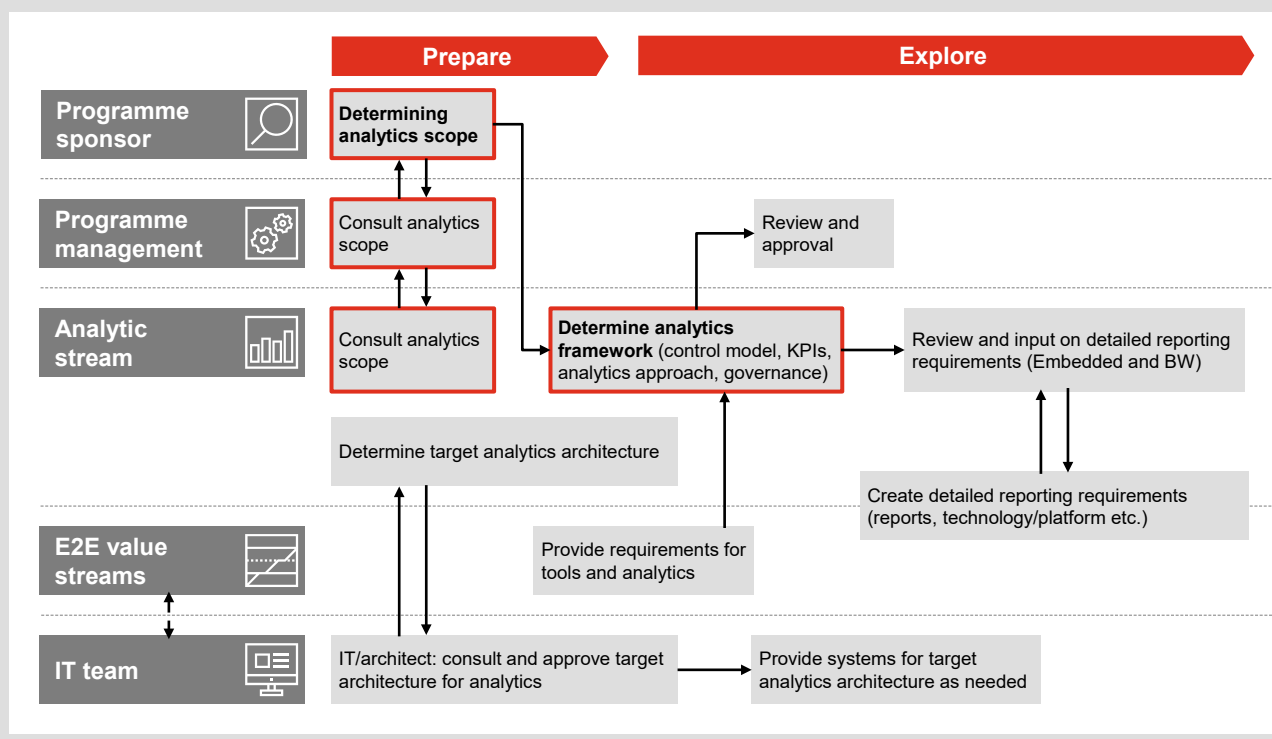 Prepare
Explore
Programme
sponsor
Determining
analytics scope
Programme
management
Consult analytics
scope
Review and
approval
Analytic
stream
Consult analytics
scope
Determine analytics
framework (control model, KPIs,
analytics approach, governance)
Review and input on detailed reporting
requirements (Embedded and BW)
Determine target analytics architecture
Create detailed reporting requirements
(reports, technology/platform etc.)
E2E value
streams
Provide requirements for
tools and analytics
IT team
IT/architect: consult and approve target
architecture for analytics
Provide systems for target
analytics architecture as needed